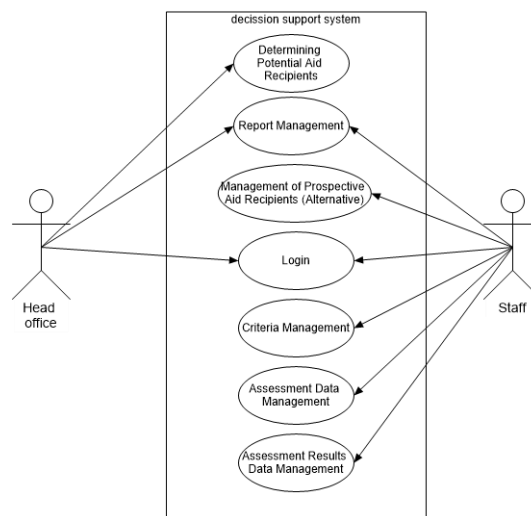 decission support system
Determining
Potential Aid
Recipients
Report Management
Management of Prospective
Aid Recipients (Alternative)
Login
Head
office
Staff
Criteria Management
Assessment Data
Management
Assessment Results
Data Management